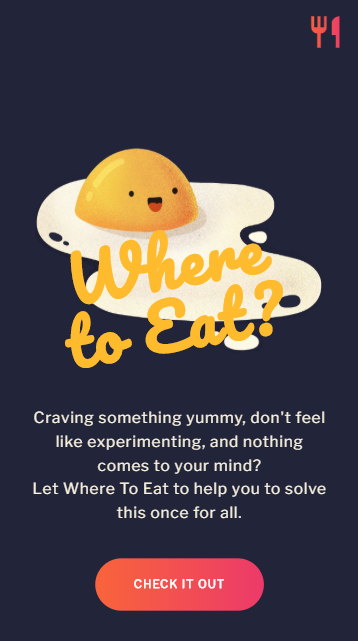 Where
to Eat?
Craving something yummy, don't feel
like experimenting, and nothing
comes to your mind?
Let Where To Eat to help you to solve
this once for all.
CHECK IT OUT